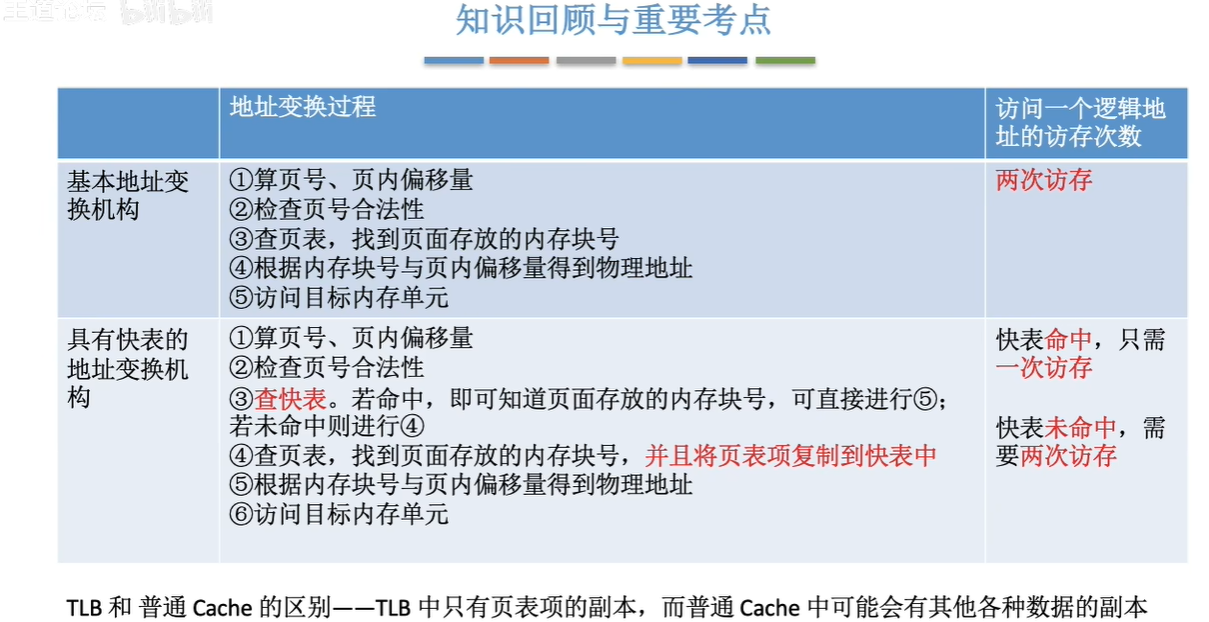 王道论坛 bilibili
知识回顾与重要考点
地址变换过程
访问一个逻辑地
址的访存次数
基本地址变
换机构
①算页号、页内偏移量
②检查页号合法性
③查页表，找到页面存放的内存块号
④根据内存块号与页内偏移量得到物理地址
⑤访问目标内存单元
两次访存
具有快表的
地址变换机
构
①算页号、页内偏移量
②检查页号合法性
③查快表。若命中，即可知道页面存放的内存块号，可直接进行⑤；
若未命中则进行④
④查页表，找到页面存放的内存块号，并且将页表项复制到快表中
⑤根据内存块号与页内偏移量得到物理地址
⑥访问目标内存单元
快表命中，只需
一次访存
快表未命中，需
要两次访存
TLB 和 普通 Cache 的区别——TLB 中只有页表项的副本，而普通 Cache 中可能会有其他各种数据的副本